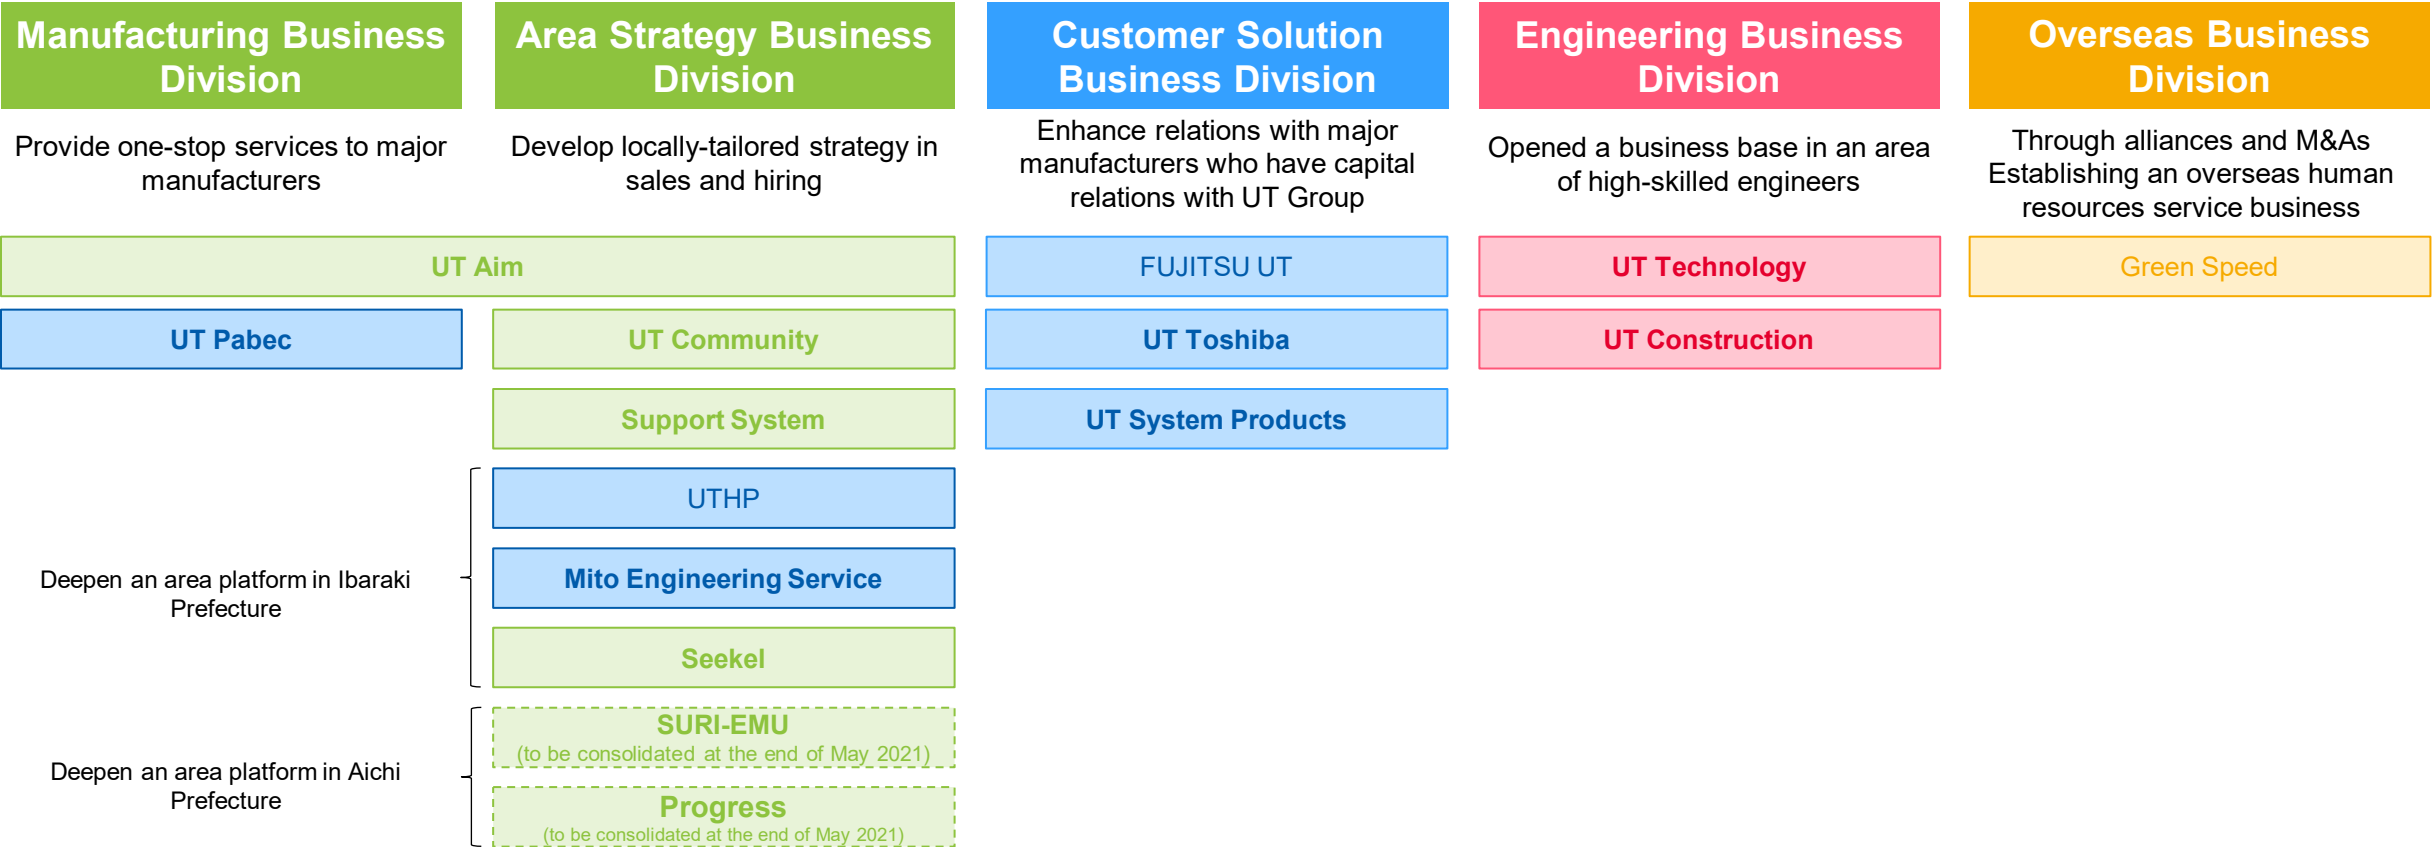 Manufacturing Business
Division
Area Strategy Business
Division
Customer Solution
Business Division
Engineering Business
Division
Overseas Business
Division
Provide one-stop services to major
manufacturers
Develop locally-tailored strategy in
sales and hiring
Enhance relations with major
manufacturers who have capital
relations with UT Group
Opened a business base in an area
of high-skilled engineers
Through alliances and M&As
Establishing an overseas human
resources service business
UT Aim
FUJITSU UT
UT Technology
Green Speed
UT Pabec
UT Community
UT Toshiba
UT Construction
Support System
UT System Products
UTHP
Mito Engineering Service
Seekel
Deepen an area platform in Ibaraki
Prefecture
SURI-EMU
(to be consolidated at the end of May 2021)
Deepen an area platform in Aichi
Prefecture
Progress
(to be consolidated at the end of May 2021)